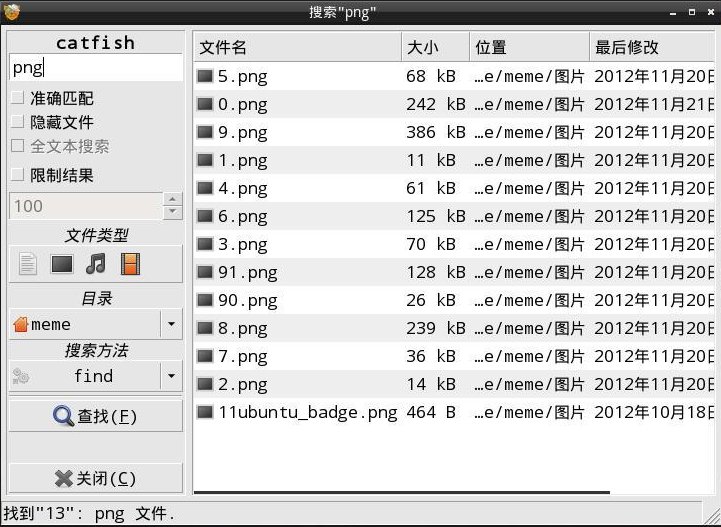 搜索"png"
catfish
png
准确匹配
隐藏文件
全文本搜索
限制结果
100
文件类型
目录
meme
搜索方法
find
查找(F)
关闭(C)
文件名 大小 位置 最后修改
5.png 68 kB …e/meme/图片 2012年11月20日
0.png 242 kB …e/meme/图片 2012年11月21日
9.png 386 kB …e/meme/图片 2012年11月20日
1.png 11 kB …e/meme/图片 2012年11月20日
4.png 61 kB …e/meme/图片 2012年11月20日
6.png 125 kB …e/meme/图片 2012年11月20日
3.png 70 kB …e/meme/图片 2012年11月20日
91.png 128 kB …e/meme/图片 2012年11月20日
90.png 26 kB …e/meme/图片 2012年11月20日
8.png 239 kB …e/meme/图片 2012年11月20日
7.png 36 kB …e/meme/图片 2012年11月20日
2.png 14 kB …e/meme/图片 2012年11月20日
11ubuntu_badge.png 464 B …e/meme/图片 2012年10月18日
找到"13": png 文件.